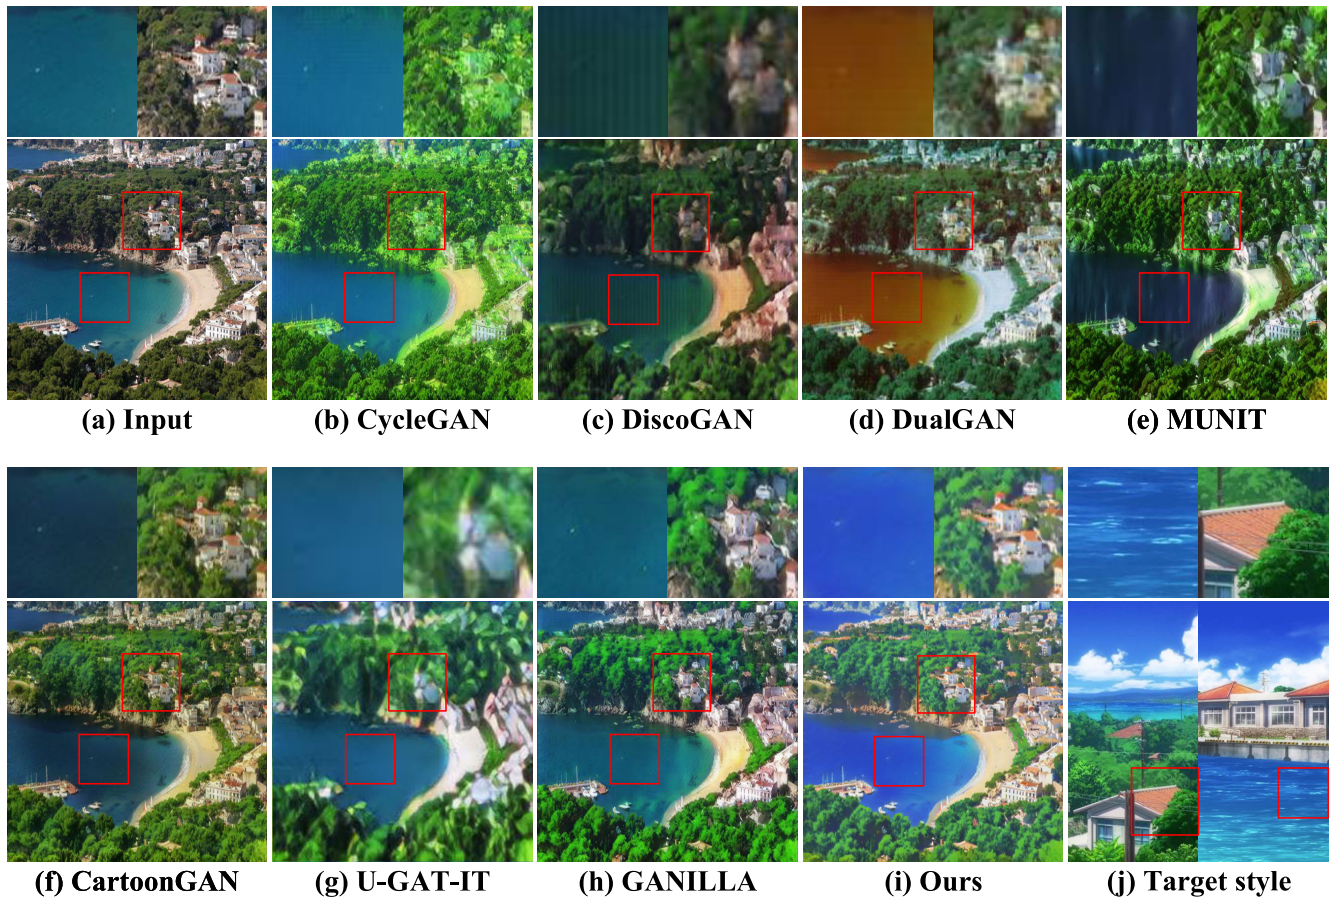 (a) Input
(b) CycleGAN
(c) DiscoGAN
(d) DualGAN
(e) MUNIT
(f) CartoonGAN
(g) U-GAT-IT
(h) GANILLA
(i) Ours
(j) Target style